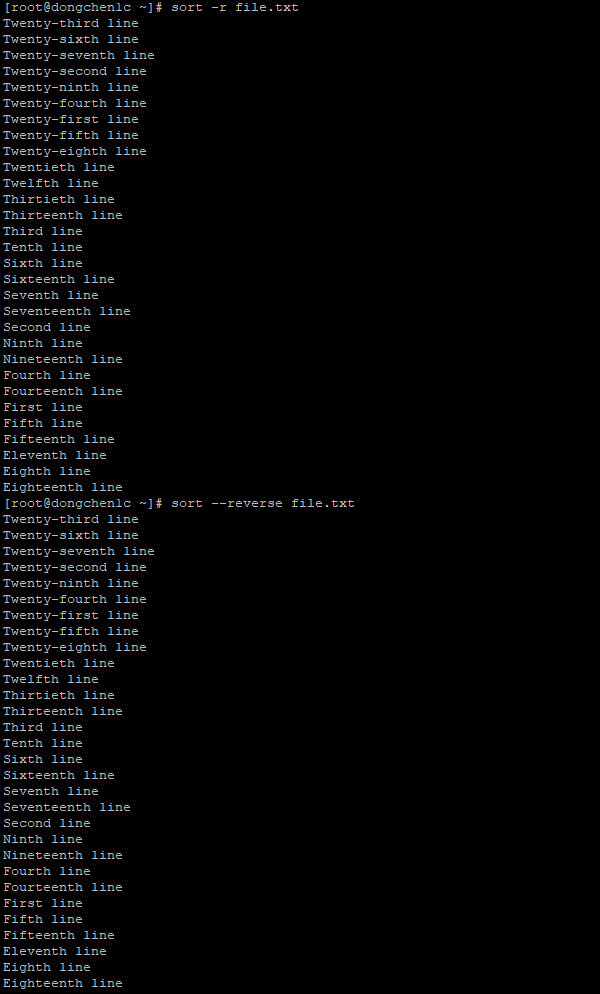 [root@dongchen1c ~]# sort -r file.txt
Twenty-third line
Twenty-sixth line
Twenty-seventh line
Twenty-second line
Twenty-ninth line
Twenty-fourth line
Twenty-first line
Twenty-fifth line
Twenty-eighth line
Twentieth line
Twelfth line
Thirtieth line
Thirteenth line
Third line
Tenth line
Sixth line
Sixteenth line
Seventh line
Seventeenth line
Second line
Ninth line
Nineteenth line
Fourth line
Fourteenth line
First line
Fifth line
Fifteenth line
Eleventh line
Eighth line
Eighteenth line
[root@dongchen1c ~]# sort --reverse file.txt
Twenty-third line
Twenty-sixth line
Twenty-seventh line
Twenty-second line
Twenty-ninth line
Twenty-fourth line
Twenty-first line
Twenty-fifth line
Twenty-eighth line
Twentieth line
Twelfth line
Thirtieth line
Thirteenth line
Third line
Tenth line
Sixth line
Sixteenth line
Seventh line
Seventeenth line
Second line
Ninth line
Nineteenth line
Fourth line
Fourteenth line
First line
Fifth line
Fifteenth line
Eleventh line
Eighth line
Eighteenth line